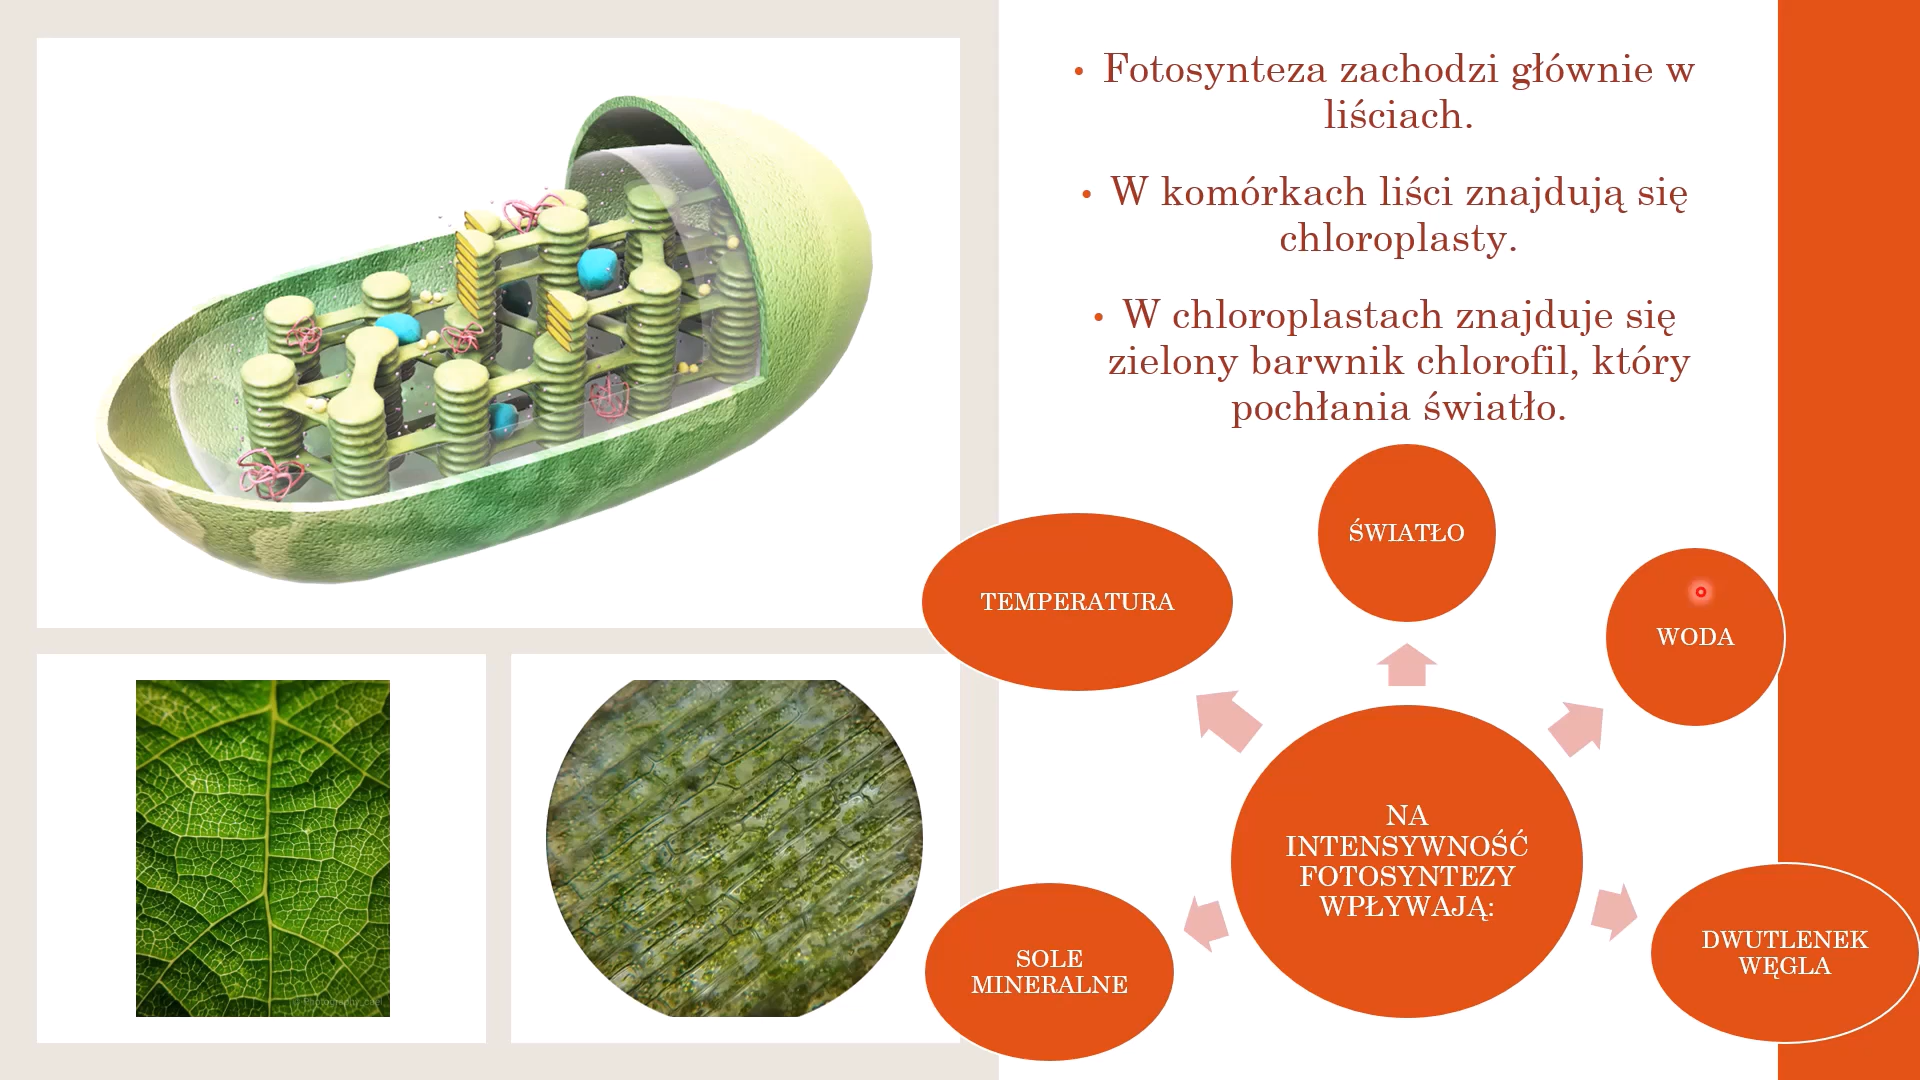 • Fotosynteza zachodzi głównie w
liściach.
• W komórkach liści znajdują się
chloroplasty.
• W chloroplastach znajduje się
zielony barwnik chlorofil, który
pochłania światło.
ŚWIATŁO
TEMPERATURA
WODA
NA
INTENSYWNOŚĆ
FOTOSYNTEZY
WPŁYWAJĄ:
SOLE
MINERALNE
DWUTLENEK
WĘGLA